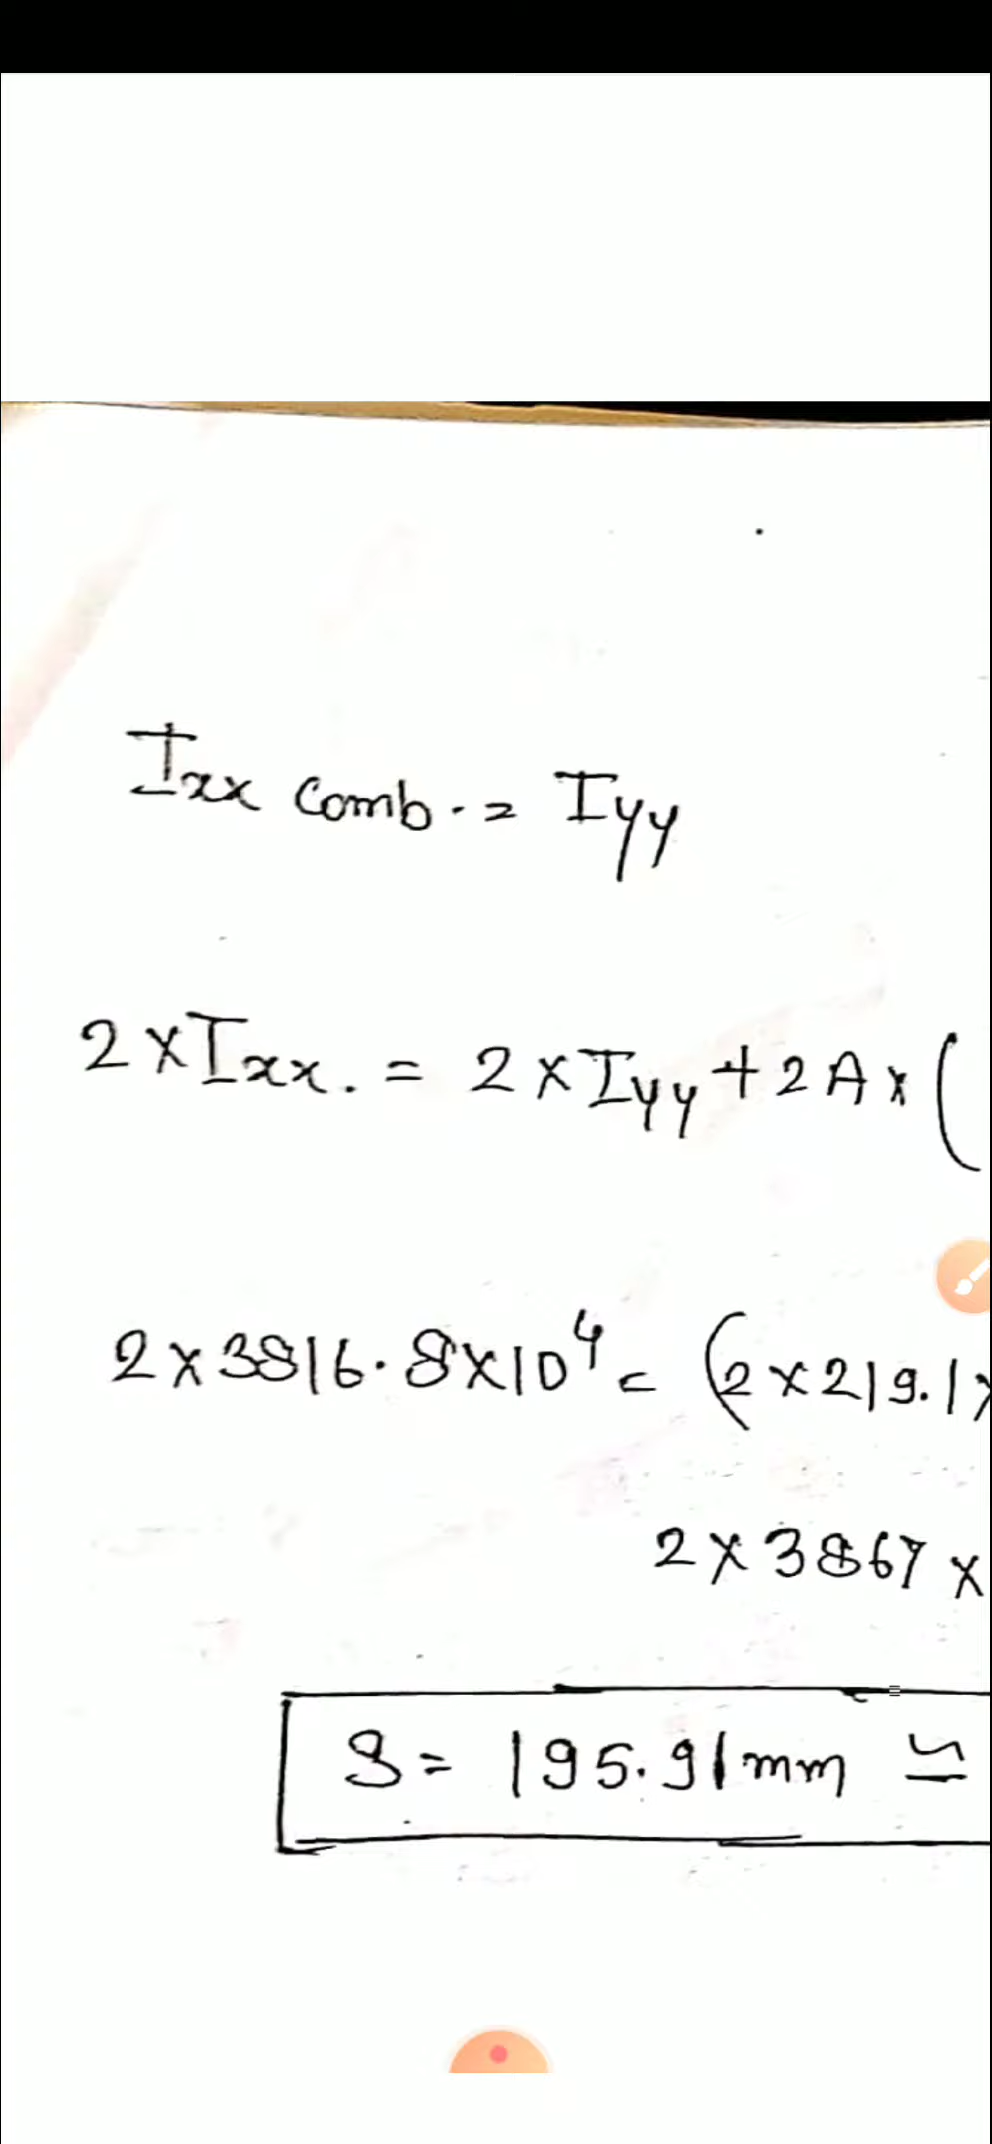 Ixx comb. = Iyy
2 × Ixx. = 2 × Iyy + 2A × (
2 × 3816.8 × 10⁴ = (2 × 219.1 ×
2 × 3867 ×
S = 195.91mm ≃